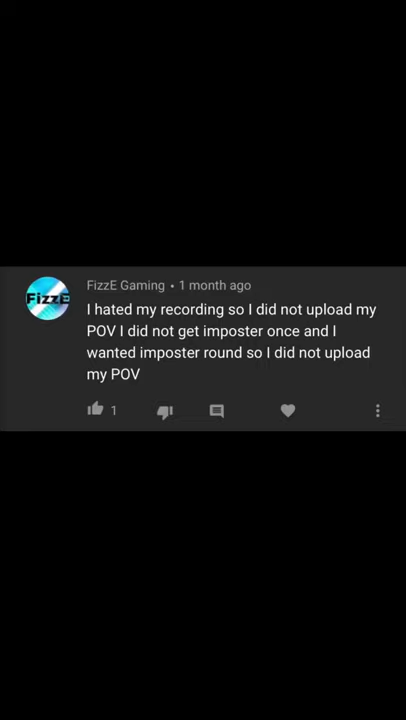 FizzE
FizzE Gaming • 1 month ago
I hated my recording so I did not upload my
POV I did not get imposter once and I
wanted imposter round so I did not upload
my POV
1